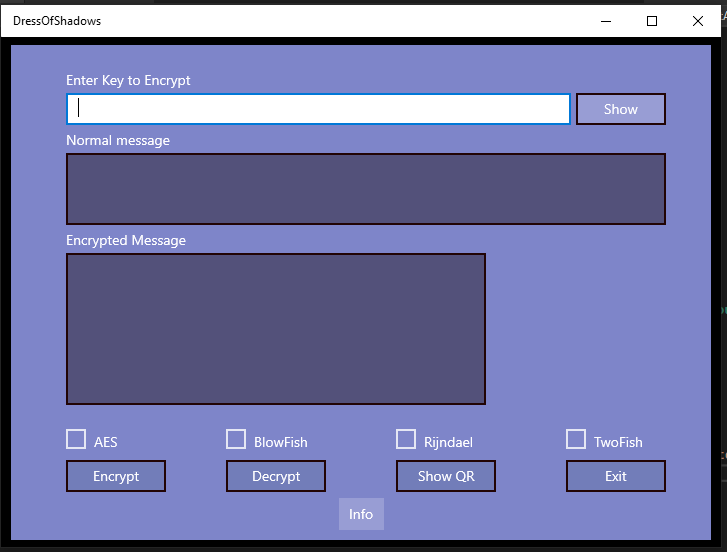 DressOfShadows
Enter Key to Encrypt
Show
Normal message
Encrypted Message
AES BlowFish Rijndael TwoFish
Encrypt Decrypt Show QR Exit
Info